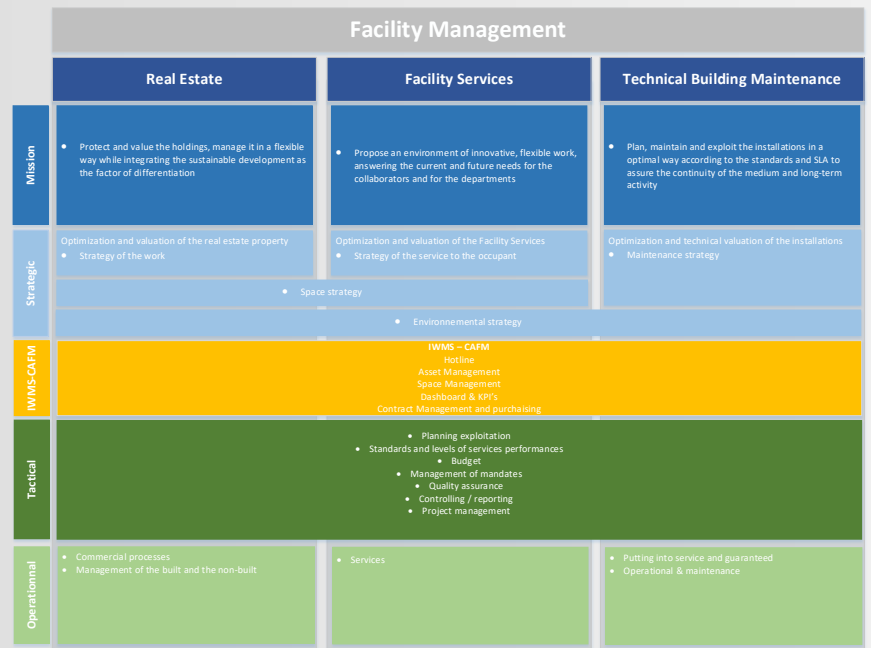 Facility Management
Real Estate
Facility Services
Technical Building Maintenance
Mission
• Protect and value the holdings, manage it in a flexible
way while integrating the sustainable development as
the factor of differentiation
• Propose an environment of innovative, flexible work,
answering the current and future needs for the
collaborators and for the departments
• Plan, maintain and exploit the installations in a
optimal way according to the standards and SLA to
assure the continuity of the medium and long-term
activity
Strategic
Optimization and valuation of the real estate property
• Strategy of the work
Optimization and valuation of the Facility Services
• Strategy of the service to the occupant
Optimization and technical valuation of the installations
• Maintenance strategy
• Space strategy
• Environnemental strategy
IWMS-CAFM
IWMS – CAFM
Hotline
Asset Management
Space Management
Dashboard & KPI's
Contract Management and purchaising
Tactical
• Planning exploitation
• Standards and levels of services performances
• Budget
• Management of mandates
• Quality assurance
• Controlling / reporting
• Project management
Operationnal
• Commercial processes
• Management of the built and the non-built
• Services
• Putting into service and guaranteed
• Operational & maintenance